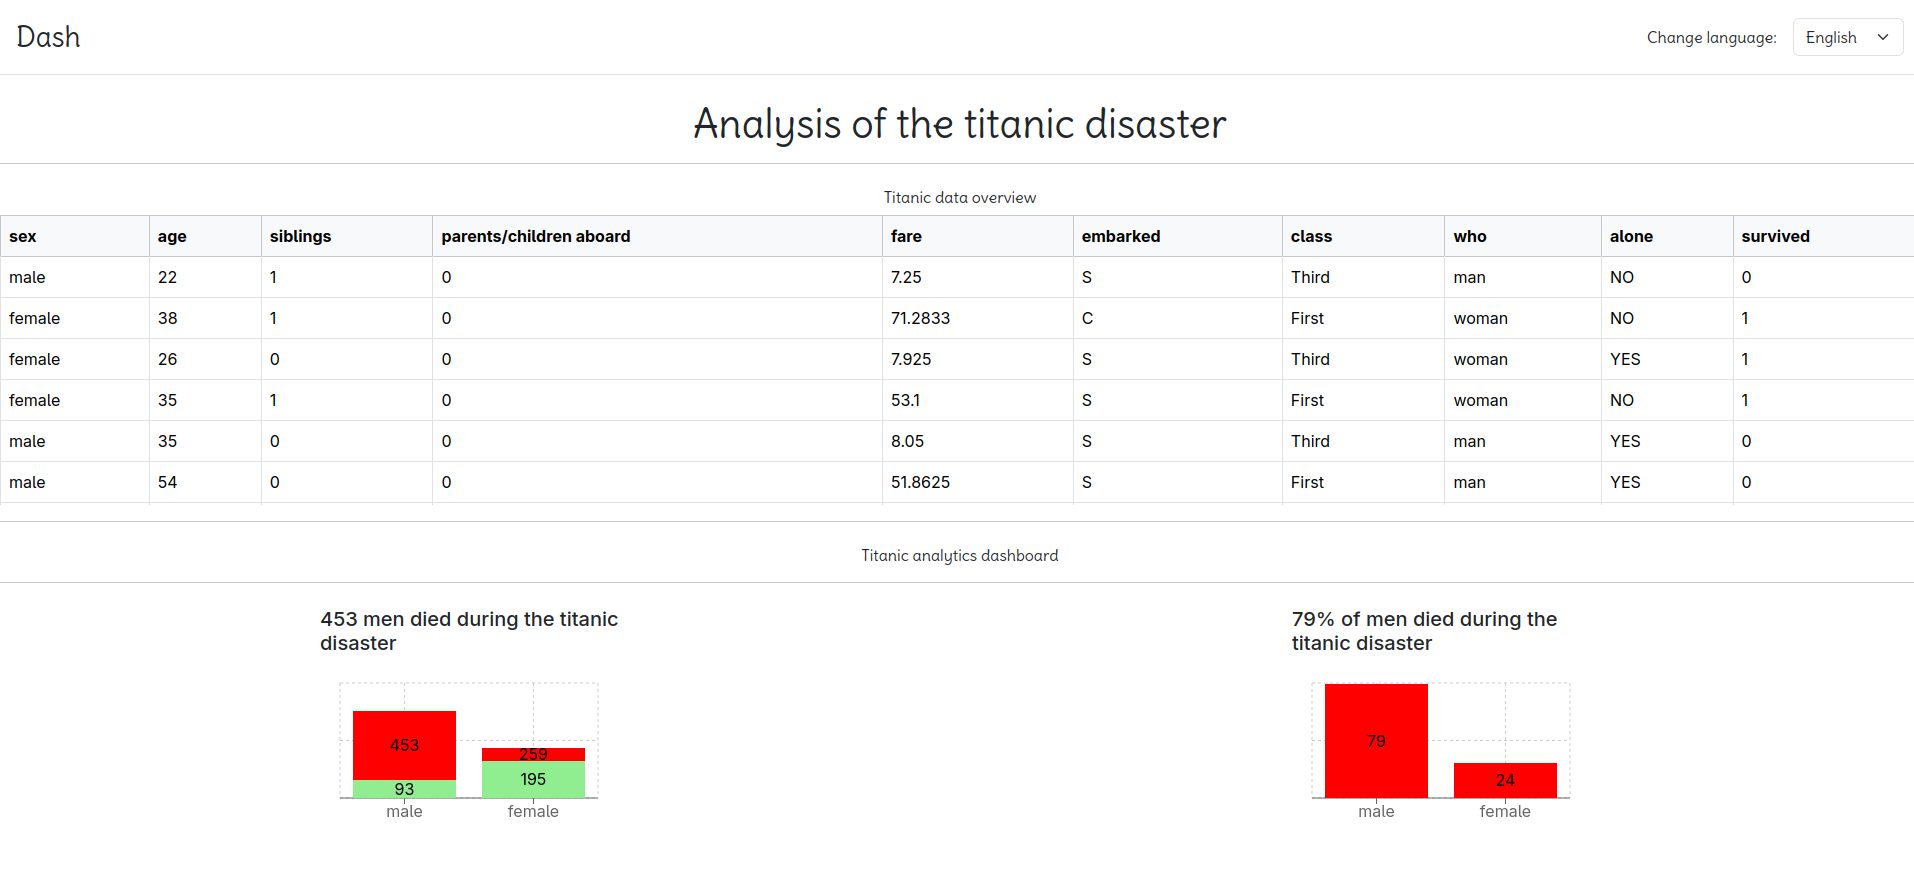 Dash
Change language: English
Analysis of the titanic disaster
Titanic data overview
sex age siblings parents/children aboard fare embarked class who alone survived
male 22 1 0 7.25 S Third man NO 0
female 38 1 0 71.2833 C First woman NO 1
female 26 0 0 7.925 S Third woman YES 1
female 35 1 0 53.1 S First woman NO 1
male 35 0 0 8.05 S Third man YES 0
male 54 0 0 51.8625 S First man YES 0
Titanic analytics dashboard
453 men died during the titanic
disaster
453
259
195
93
male female
79% of men died during the
titanic disaster
79
24
male female